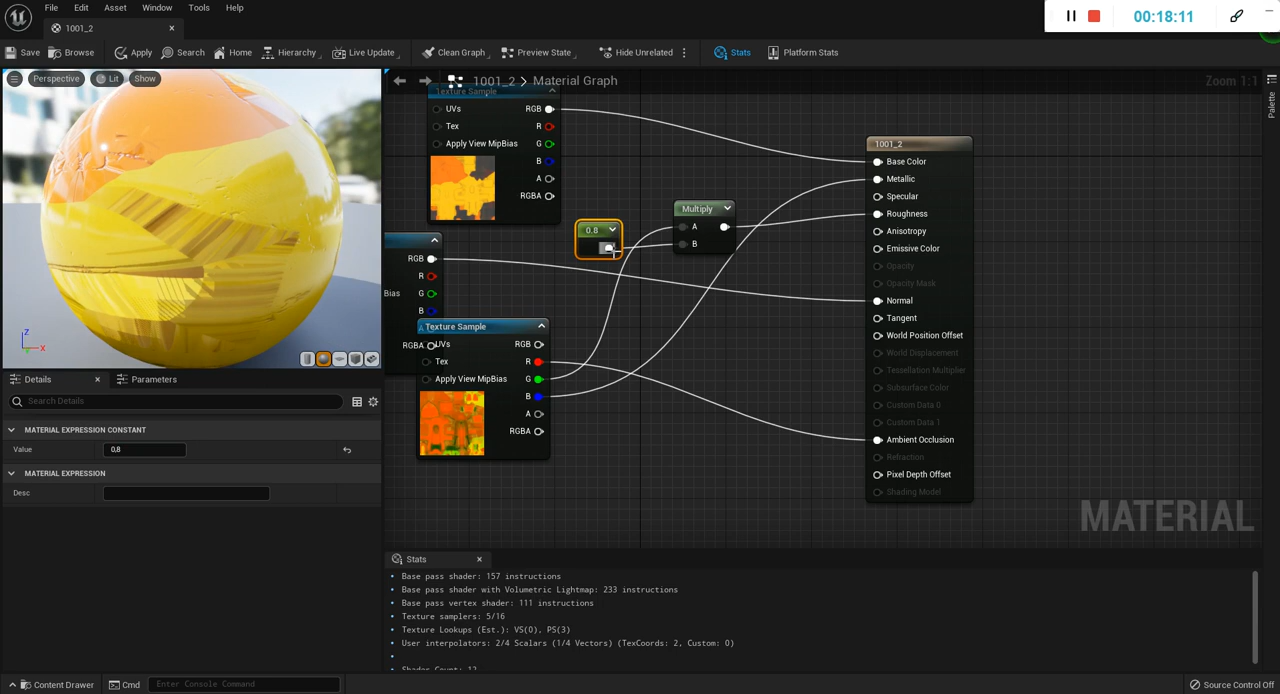 File Edit Asset Window Tools Help
00:18:11
1001_2
Save Browse Apply Search Home Hierarchy Live Update Clean Graph Preview State Hide Unrelated Stats Platform Stats
Perspective Lit Show
1001_2 > Material Graph
Zoom 1:1
Palette
Texture Sample
UVs RGB
Tex R
Apply View MipBias G
B
A
RGBA
0.8
Multiply
A
B
RGB
R
Bias G
B
A
RGBA
Texture Sample
UVs RGB
Tex R
Apply View MipBias G
B
A
RGBA
1001_2
Base Color
Metallic
Specular
Roughness
Anisotropy
Emissive Color
Opacity
Opacity Mask
Normal
Tangent
World Position Offset
World Displacement
Tessellation Multiplier
Subsurface Color
Custom Data 0
Custom Data 1
Ambient Occlusion
Refraction
Pixel Depth Offset
Shading Model
MATERIAL
Z
X
Details Parameters
Search Details
MATERIAL EXPRESSION CONSTANT
Value 0,8
MATERIAL EXPRESSION
Desc
Stats
Base pass shader: 157 instructions
Base pass shader with Volumetric Lightmap: 233 instructions
Base pass vertex shader: 111 instructions
Texture samplers: 5/16
Texture Lookups (Est.): VS(0), PS(3)
User interpolators: 2/4 Scalars (1/4 Vectors) (TexCoords: 2, Custom: 0)
Shader Count: 12
Content Drawer Cmd Enter Console Command Source Control Off